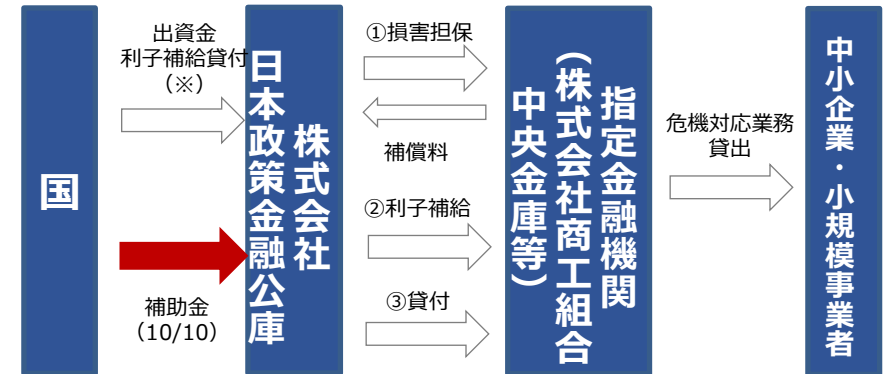 国
出資金
利子補給貸付
（※）
補助金
（10/10）
株式会社
日本政策金融公庫
①損害担保
補償料
②利子補給
③貸付
指定金融機関
（株式会社商工組合
中央金庫等）
危機対応業務
貸出
中小企業・小規模事業者